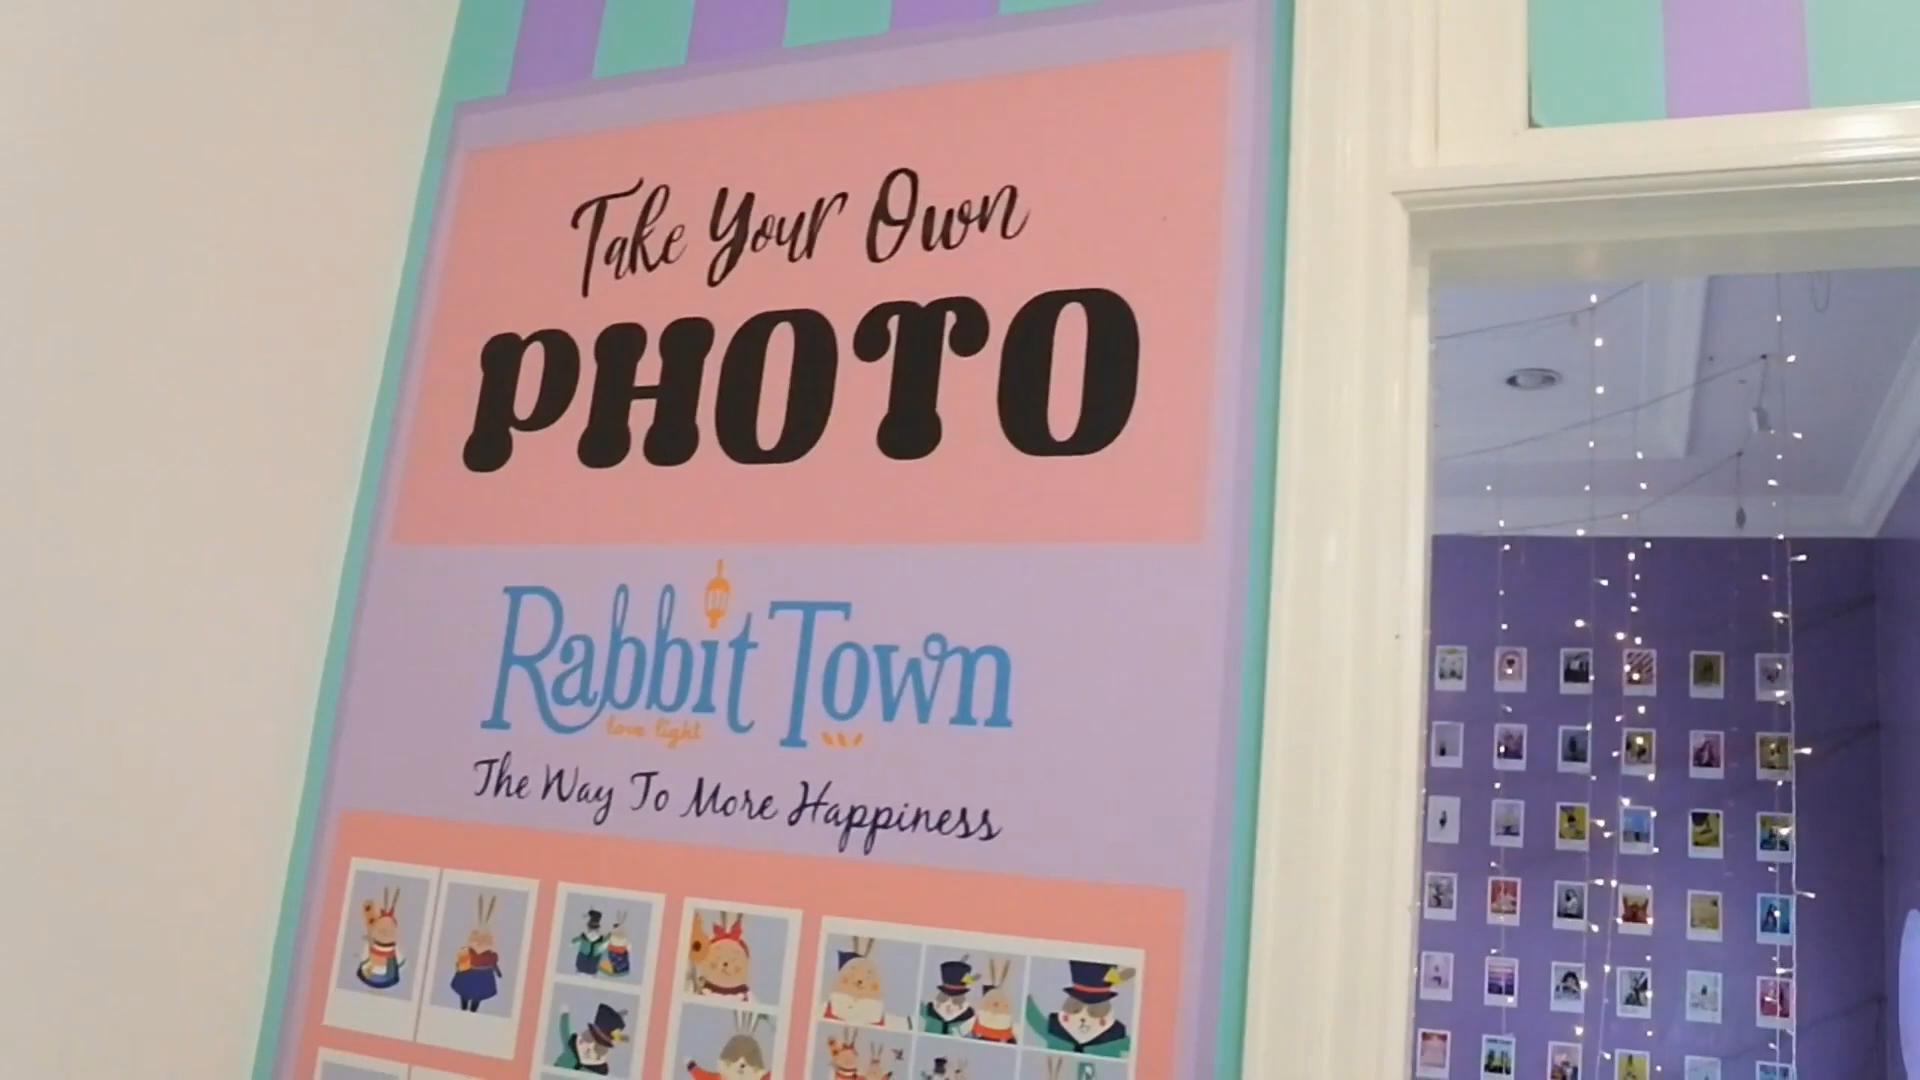 Take Your Own
PHOTO
Rabbit Town
love light
The Way To More Happiness